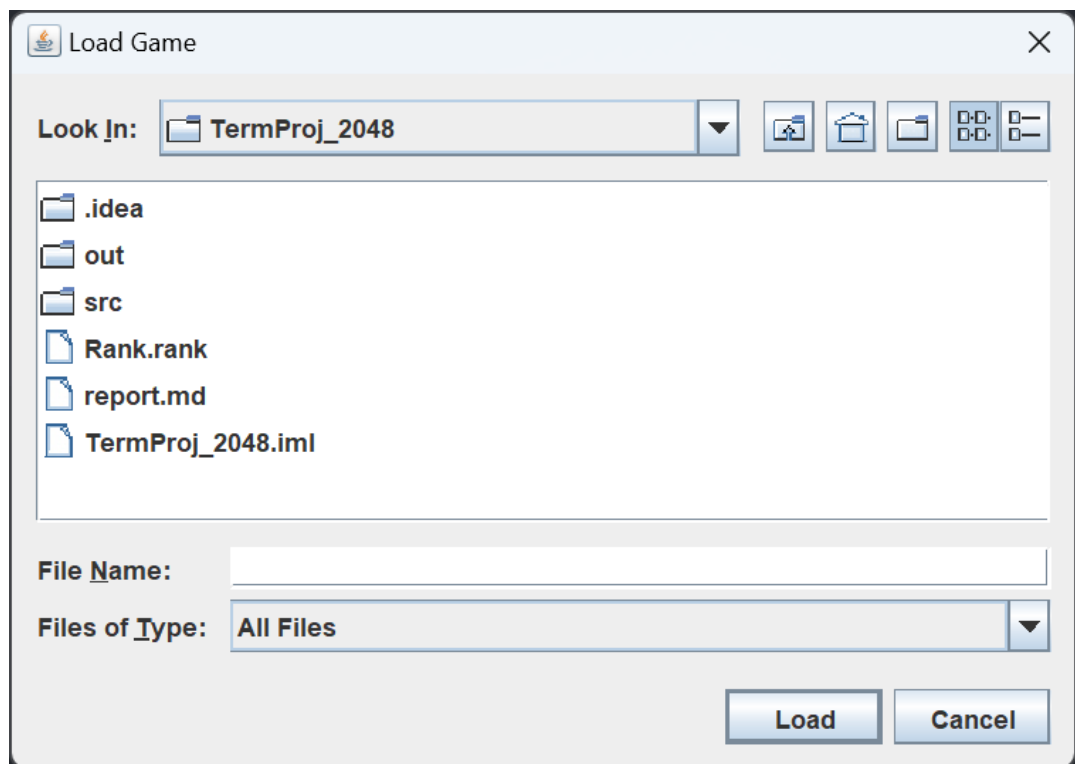 Load Game
Look In: TermProj_2048
.idea
out
src
Rank.rank
report.md
TermProj_2048.iml
File Name:
Files of Type: All Files
Load Cancel